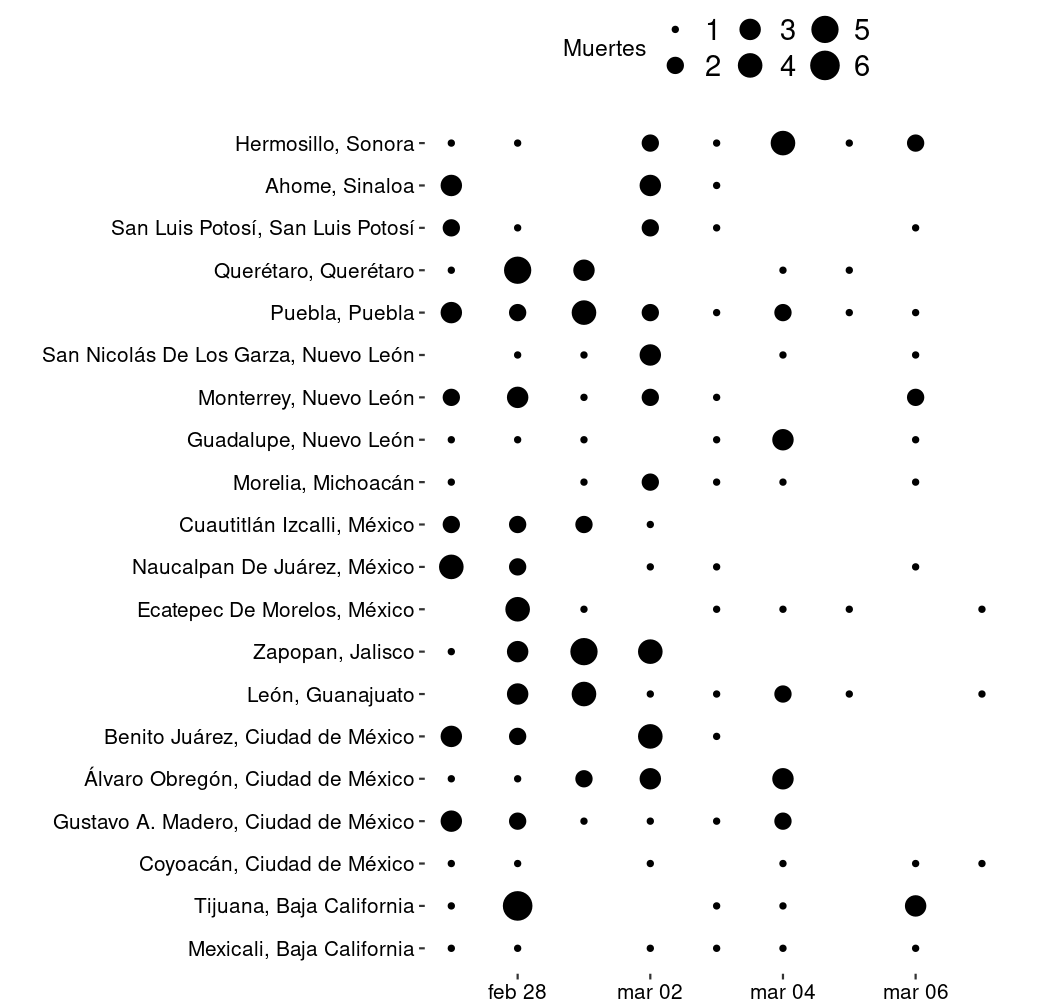 Muertes 1 3 5
2 4 6
Hermosillo, Sonora
Ahome, Sinaloa
San Luis Potosí, San Luis Potosí
Querétaro, Querétaro
Puebla, Puebla
San Nicolás De Los Garza, Nuevo León
Monterrey, Nuevo León
Guadalupe, Nuevo León
Morelia, Michoacán
Cuautitlán Izcalli, México
Naucalpan De Juárez, México
Ecatepec De Morelos, México
Zapopan, Jalisco
León, Guanajuato
Benito Juárez, Ciudad de México
Álvaro Obregón, Ciudad de México
Gustavo A. Madero, Ciudad de México
Coyoacán, Ciudad de México
Tijuana, Baja California
Mexicali, Baja California
feb 28 mar 02 mar 04 mar 06